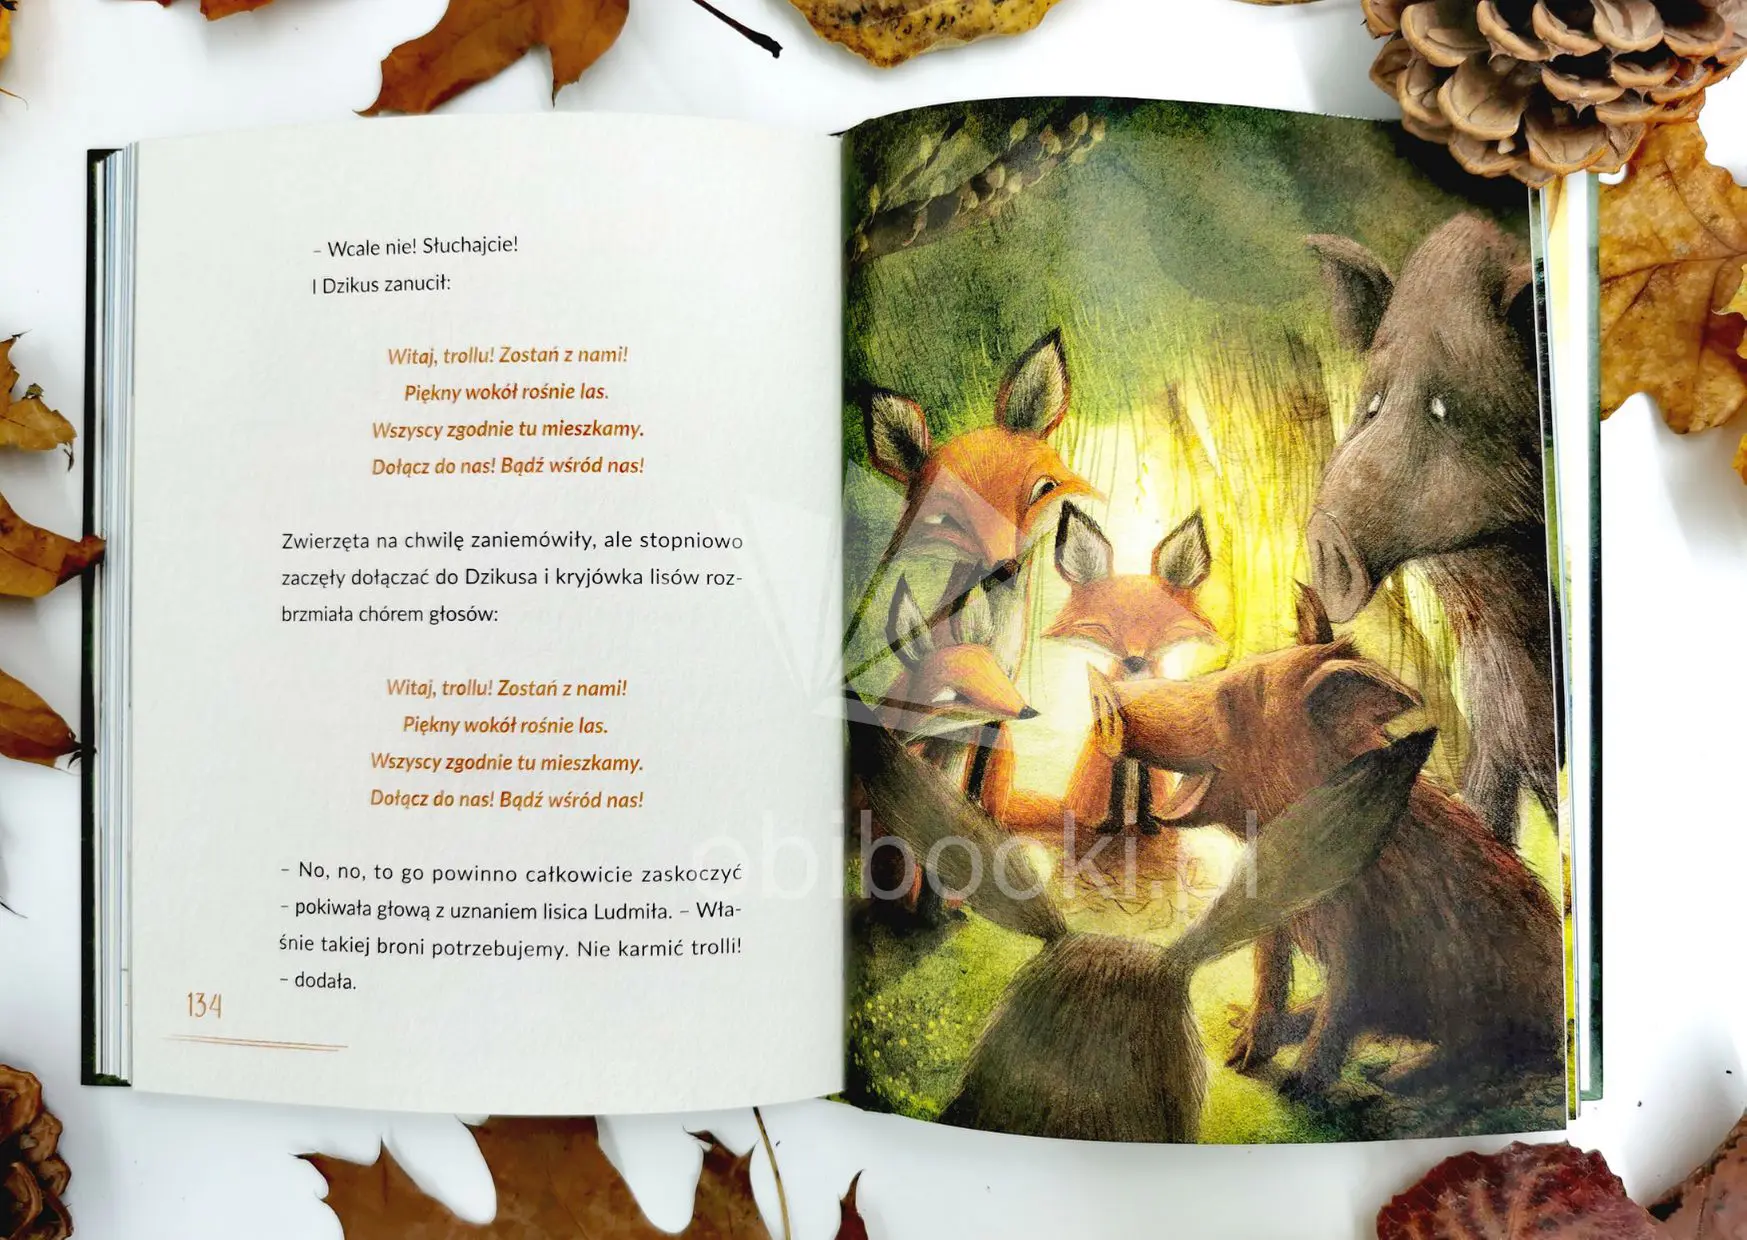 – Wcale nie! Słuchajcie!
I Dzikus zanucił:
Witaj, trollu! Zostań z nami!
Piękny wokół rośnie las.
Wszyscy zgodnie tu mieszkamy.
Dołącz do nas! Bądź wśród nas!
Zwierzęta na chwilę zaniemówiły, ale stopniowo
zaczęły dołączać do Dzikusa i kryjówka lisów roz-
brzmiała chórem głosów:
Witaj, trollu! Zostań z nami!
Piękny wokół rośnie las.
Wszyscy zgodnie tu mieszkamy.
Dołącz do nas! Bądź wśród nas!
– No, no, to go powinno całkowicie zaskoczyć
– pokiwała głową z uznaniem lisica Ludmiła. – Wła-
śnie takiej broni potrzebujemy. Nie karmić trolli!
– dodała.
134
obibooki.pl